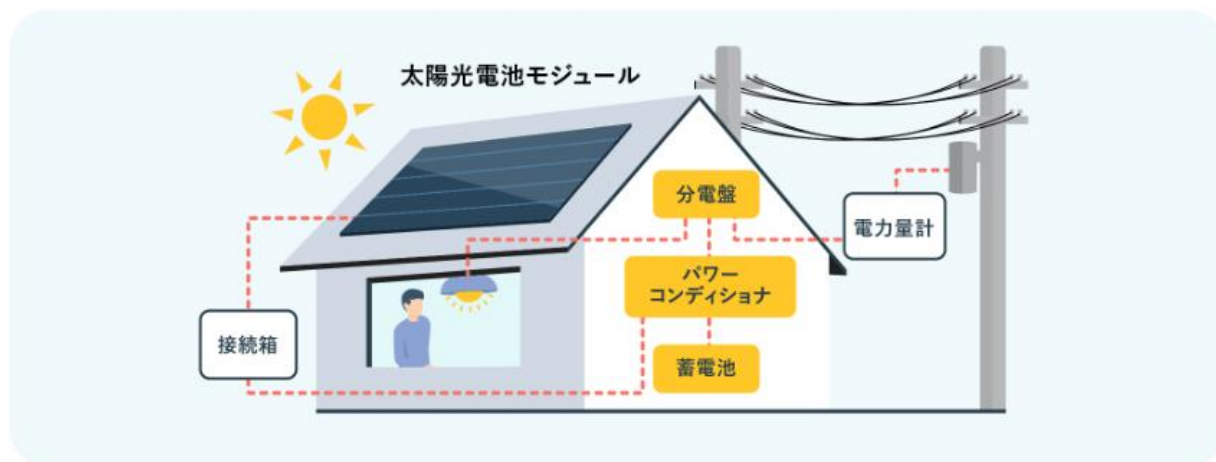 太陽光電池モジュール
分電盤
電力量計
パワー
コンディショナ
接続箱
蓄電池